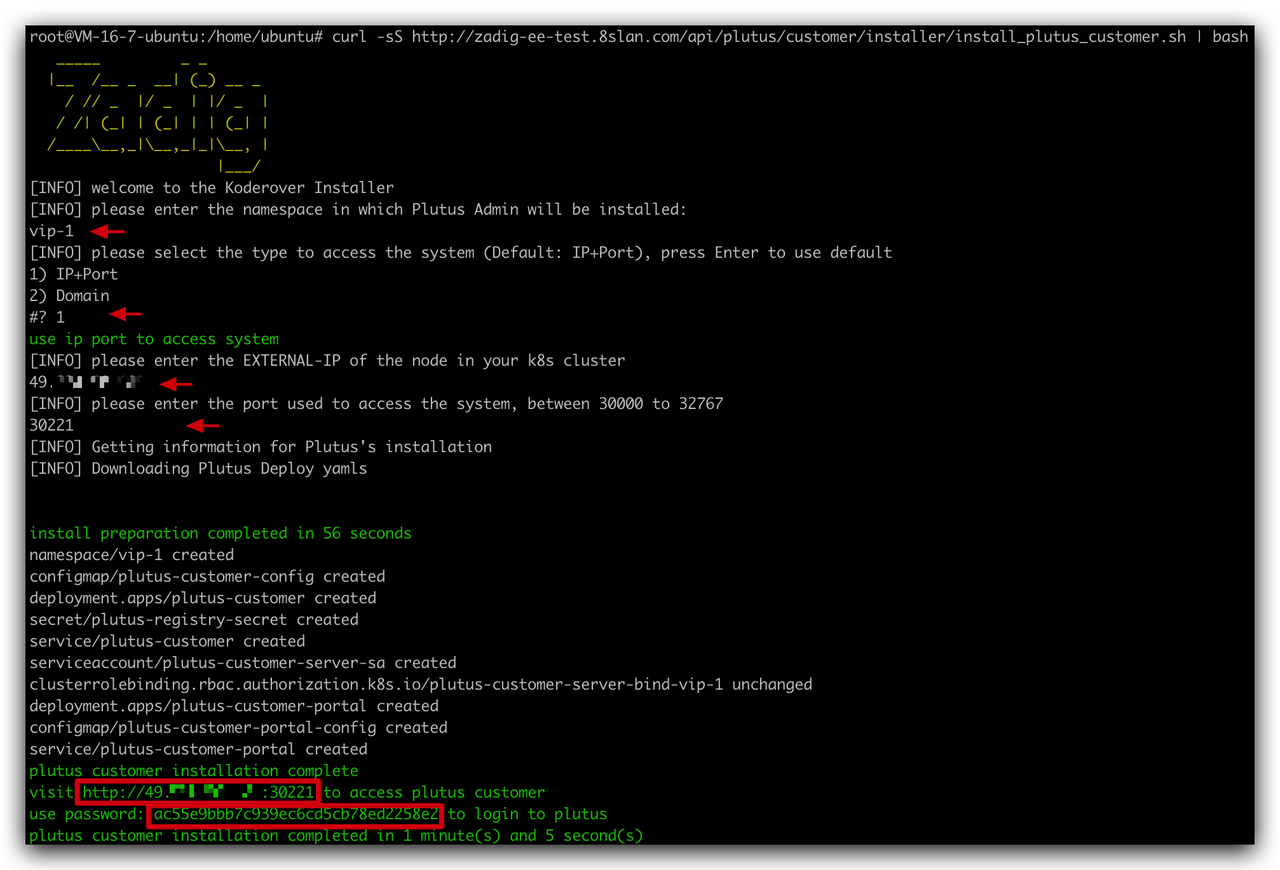 root@VM-16-7-ubuntu:/home/ubuntu# curl -sS http://zadig-ee-test.8slan.com/api/plutus/customer/installer/install_plutus_customer.sh | bash
Zadig
[INFO] welcome to the Koderover Installer
[INFO] please enter the namespace in which Plutus Admin will be installed:
vip-1
[INFO] please select the type to access the system (Default: IP+Port), press Enter to use default
1) IP+Port
2) Domain
#? 1
use ip port to access system
[INFO] please enter the EXTERNAL-IP of the node in your k8s cluster
49.
[INFO] please enter the port used to access the system, between 30000 to 32767
30221
[INFO] Getting information for Plutus's installation
[INFO] Downloading Plutus Deploy yamls
install preparation completed in 56 seconds
namespace/vip-1 created
configmap/plutus-customer-config created
deployment.apps/plutus-customer created
secret/plutus-registry-secret created
service/plutus-customer created
serviceaccount/plutus-customer-server-sa created
clusterrolebinding.rbac.authorization.k8s.io/plutus-customer-server-bind-vip-1 unchanged
deployment.apps/plutus-customer-portal created
configmap/plutus-customer-portal-config created
service/plutus-customer-portal created
plutus customer installation complete
visit http://49. :30221 to access plutus customer
use password: ac55e9bbb7c939ec6cd5cb78ed2258e2 to login to plutus
plutus customer installation completed in 1 minute(s) and 5 second(s)